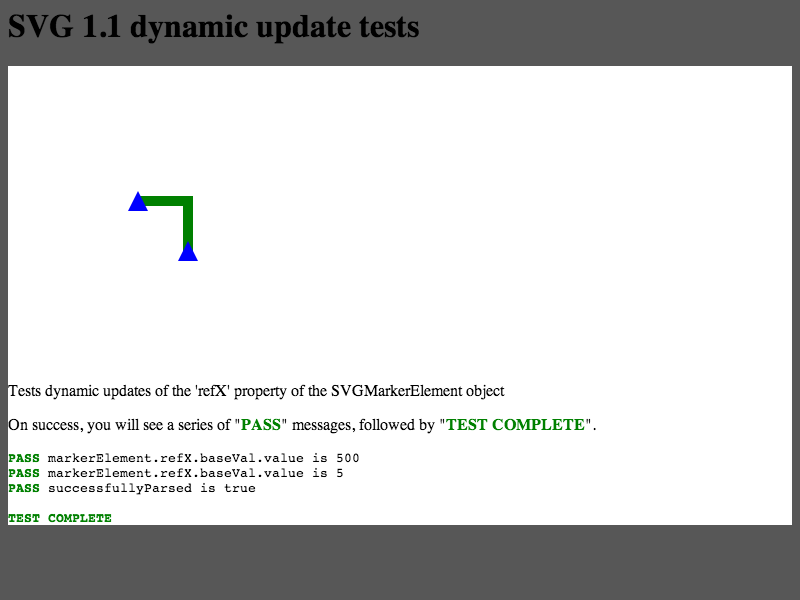 SVG 1.1 dynamic update tests
Tests dynamic updates of the 'refX' property of the SVGMarkerElement object
On success, you will see a series of "PASS" messages, followed by "TEST COMPLETE".
PASS markerElement.refX.baseVal.value is 500
PASS markerElement.refX.baseVal.value is 5
PASS successfullyParsed is true
TEST COMPLETE